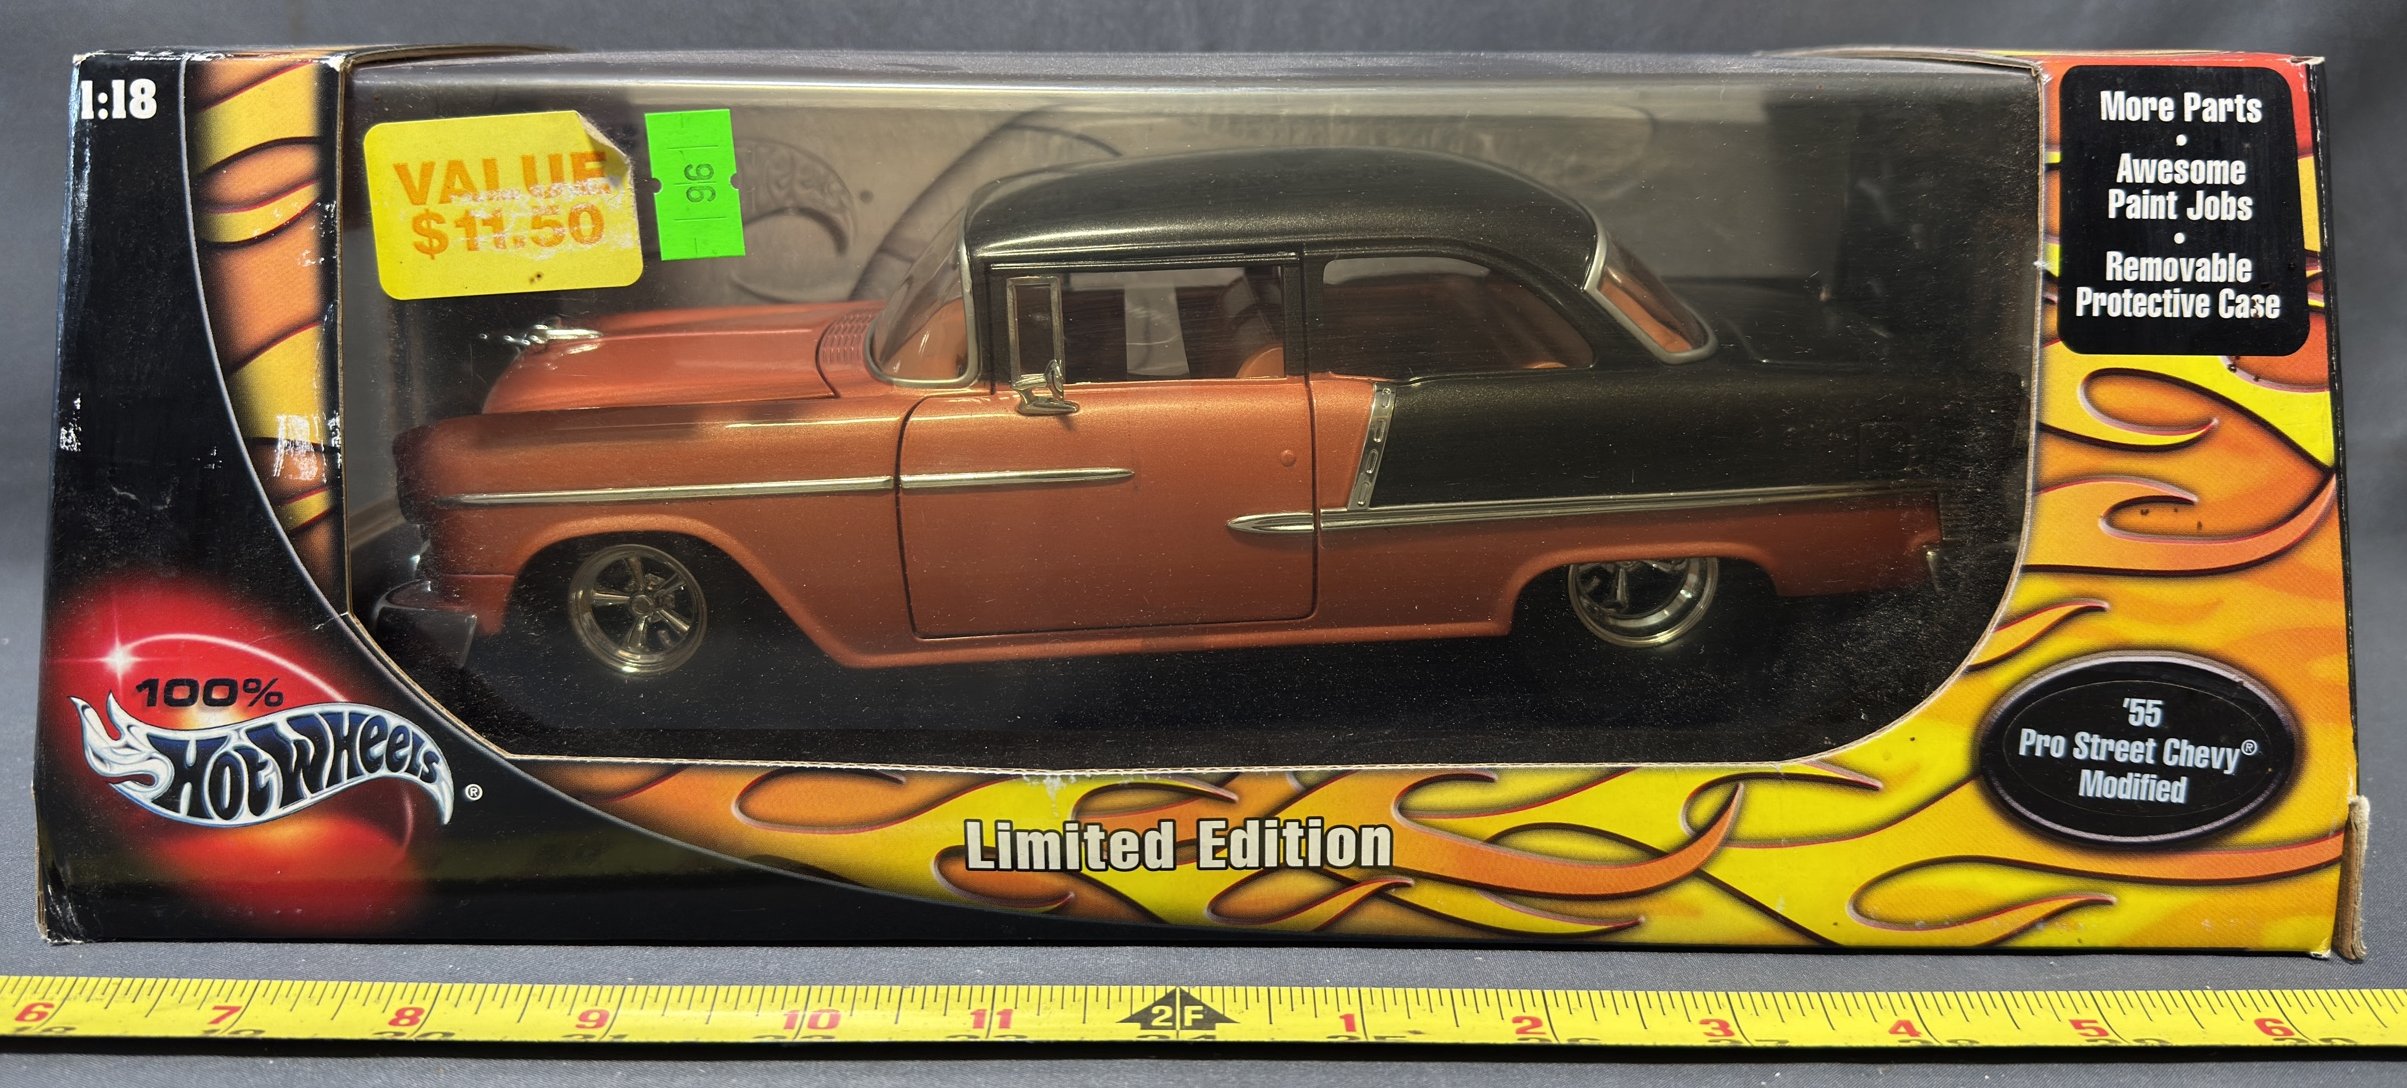 1:18
VALUE
$11.50
96
More Parts
•
Awesome
Paint Jobs
•
Removable
Protective Case
100%
HotWheels®
Limited Edition
'55
Pro Street Chevy®
Modified
6 7 8 9 10 11 2F 1 2 3 4 5 6